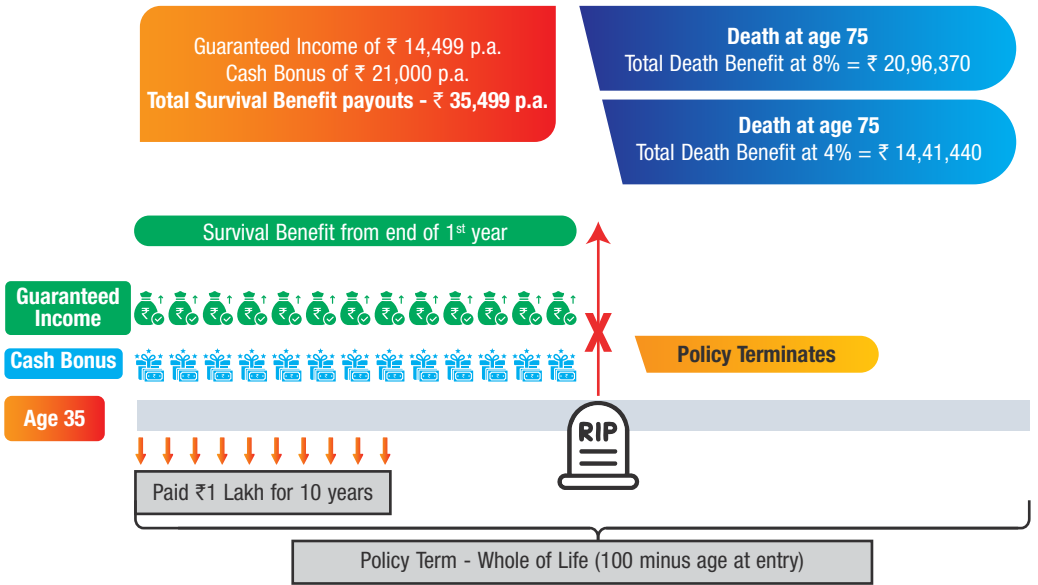 Guaranteed Income of ₹ 14,499 p.a.
Cash Bonus of ₹ 21,000 p.a.
Total Survival Benefit payouts - ₹ 35,499 p.a.
Death at age 75
Total Death Benefit at 8% = ₹ 20,96,370
Death at age 75
Total Death Benefit at 4% = ₹ 14,41,440
Survival Benefit from end of 1st year
Guaranteed
Income
Cash Bonus
Policy Terminates
Age 35
RIP
Paid ₹1 Lakh for 10 years
Policy Term - Whole of Life (100 minus age at entry)